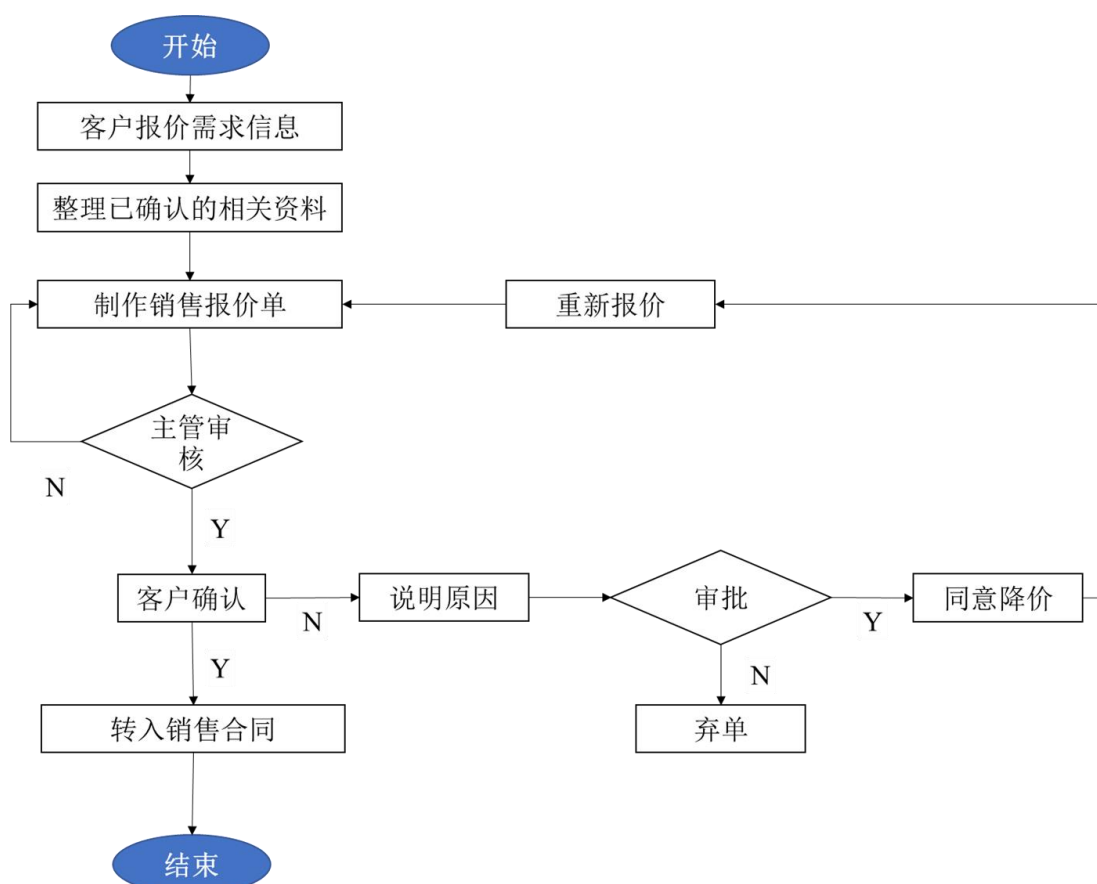 开始
客户报价需求信息
整理已确认的相关资料
制作销售报价单
重新报价
主管审
核
N
Y
客户确认
N
说明原因
审批
Y
同意降价
Y
N
转入销售合同
弃单
结束